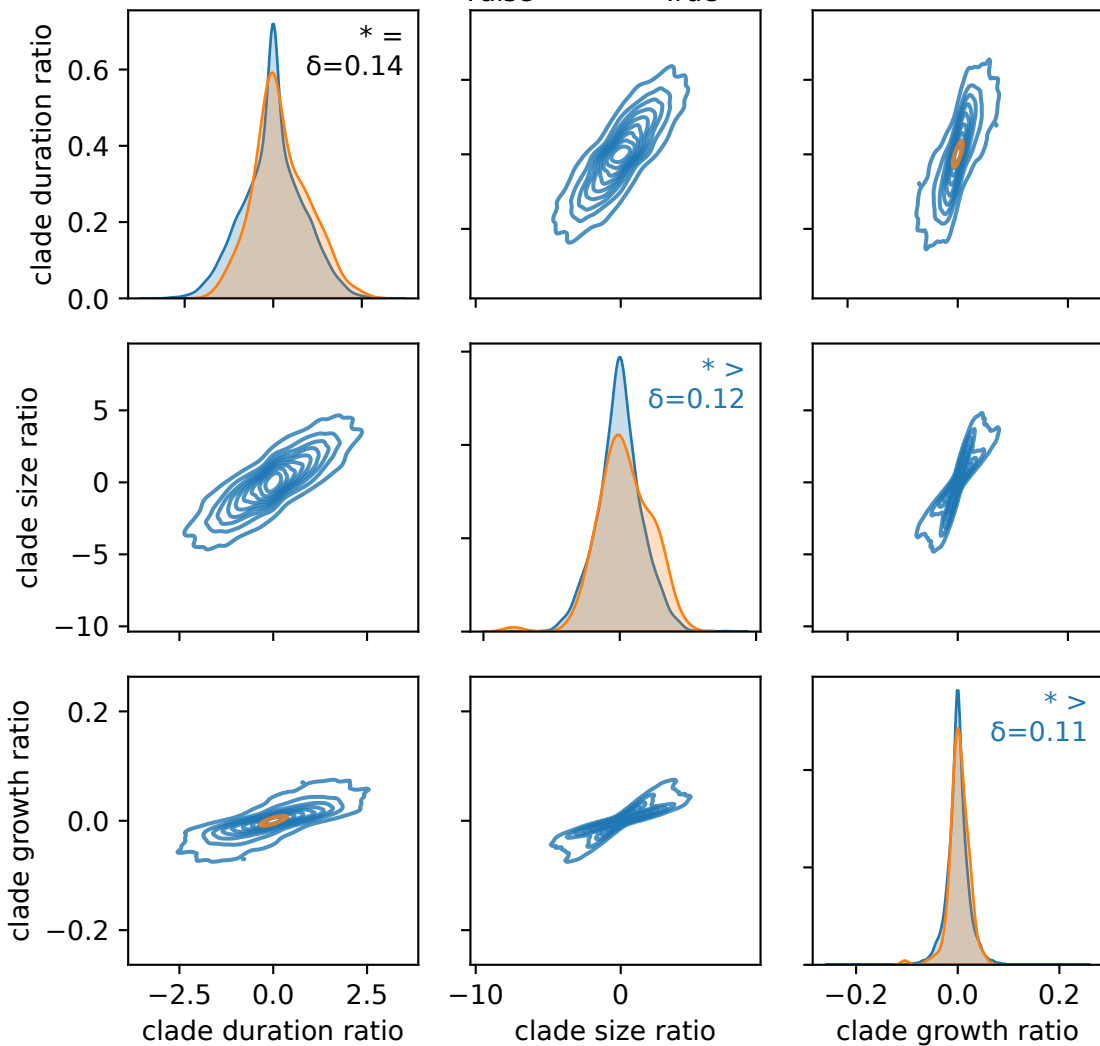 * =
δ=0.14
clade duration ratio
0.6
0.4
0.2
0.0
* >
δ=0.12
clade size ratio
5
0
−5
−10
* >
δ=0.11
clade growth ratio
0.2
0.0
−0.2
−2.5 0.0 2.5 −10 0 −0.2 0.0 0.2
clade duration ratio clade size ratio clade growth ratio